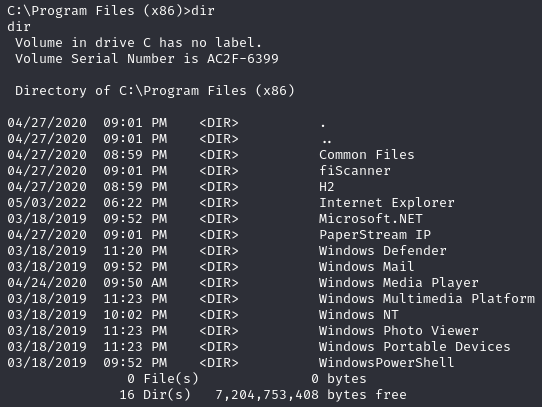 C:\Program Files (x86)>dir
dir
 Volume in drive C has no label.
 Volume Serial Number is AC2F-6399

 Directory of C:\Program Files (x86)

04/27/2020  09:01 PM    <DIR>          .
04/27/2020  09:01 PM    <DIR>          ..
04/27/2020  08:59 PM    <DIR>          Common Files
04/27/2020  09:01 PM    <DIR>          fiScanner
04/27/2020  08:59 PM    <DIR>          H2
05/03/2022  06:22 PM    <DIR>          Internet Explorer
03/18/2019  09:52 PM    <DIR>          Microsoft.NET
04/27/2020  09:01 PM    <DIR>          PaperStream IP
03/18/2019  11:20 PM    <DIR>          Windows Defender
03/18/2019  09:52 PM    <DIR>          Windows Mail
04/24/2020  09:50 AM    <DIR>          Windows Media Player
03/18/2019  11:23 PM    <DIR>          Windows Multimedia Platform
03/18/2019  10:02 PM    <DIR>          Windows NT
03/18/2019  11:23 PM    <DIR>          Windows Photo Viewer
03/18/2019  11:23 PM    <DIR>          Windows Portable Devices
03/18/2019  09:52 PM    <DIR>          WindowsPowerShell
               0 File(s)              0 bytes
              16 Dir(s)   7,204,753,408 bytes free